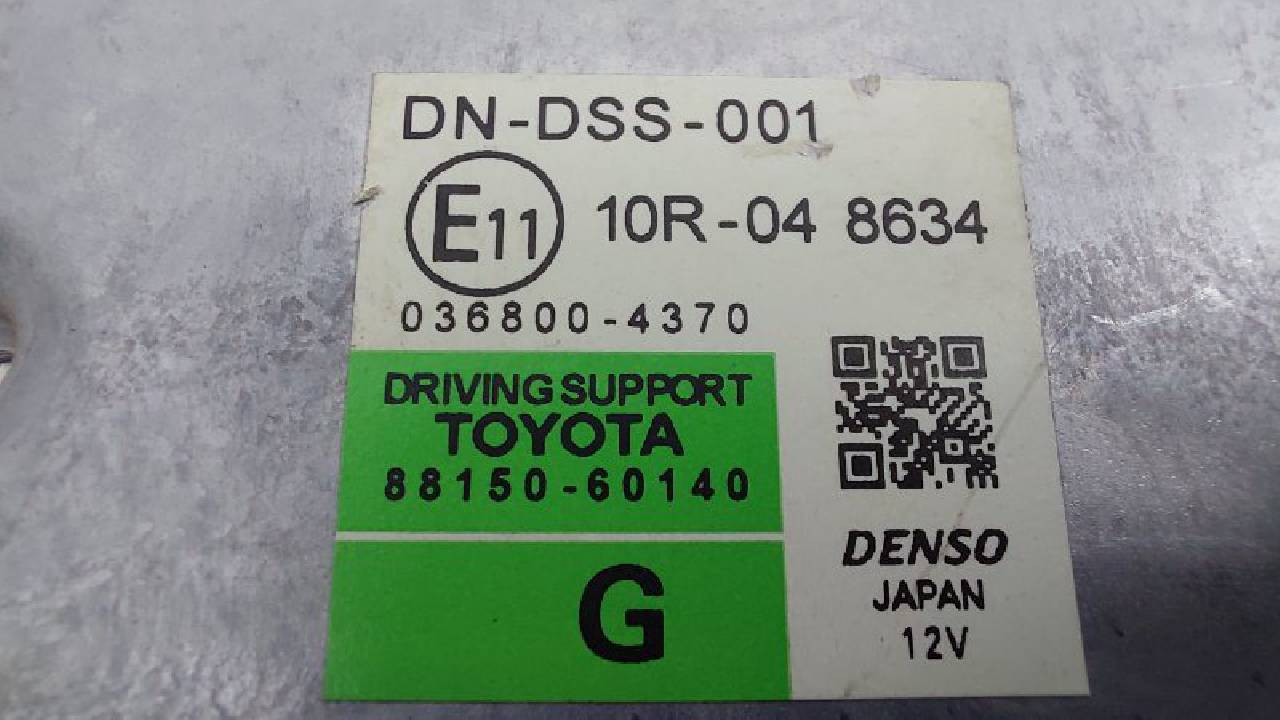 DN-DSS-001
E11 10R-04 8634
036800-4370
DRIVING SUPPORT
TOYOTA
88150-60140
G
DENSO
JAPAN
12V